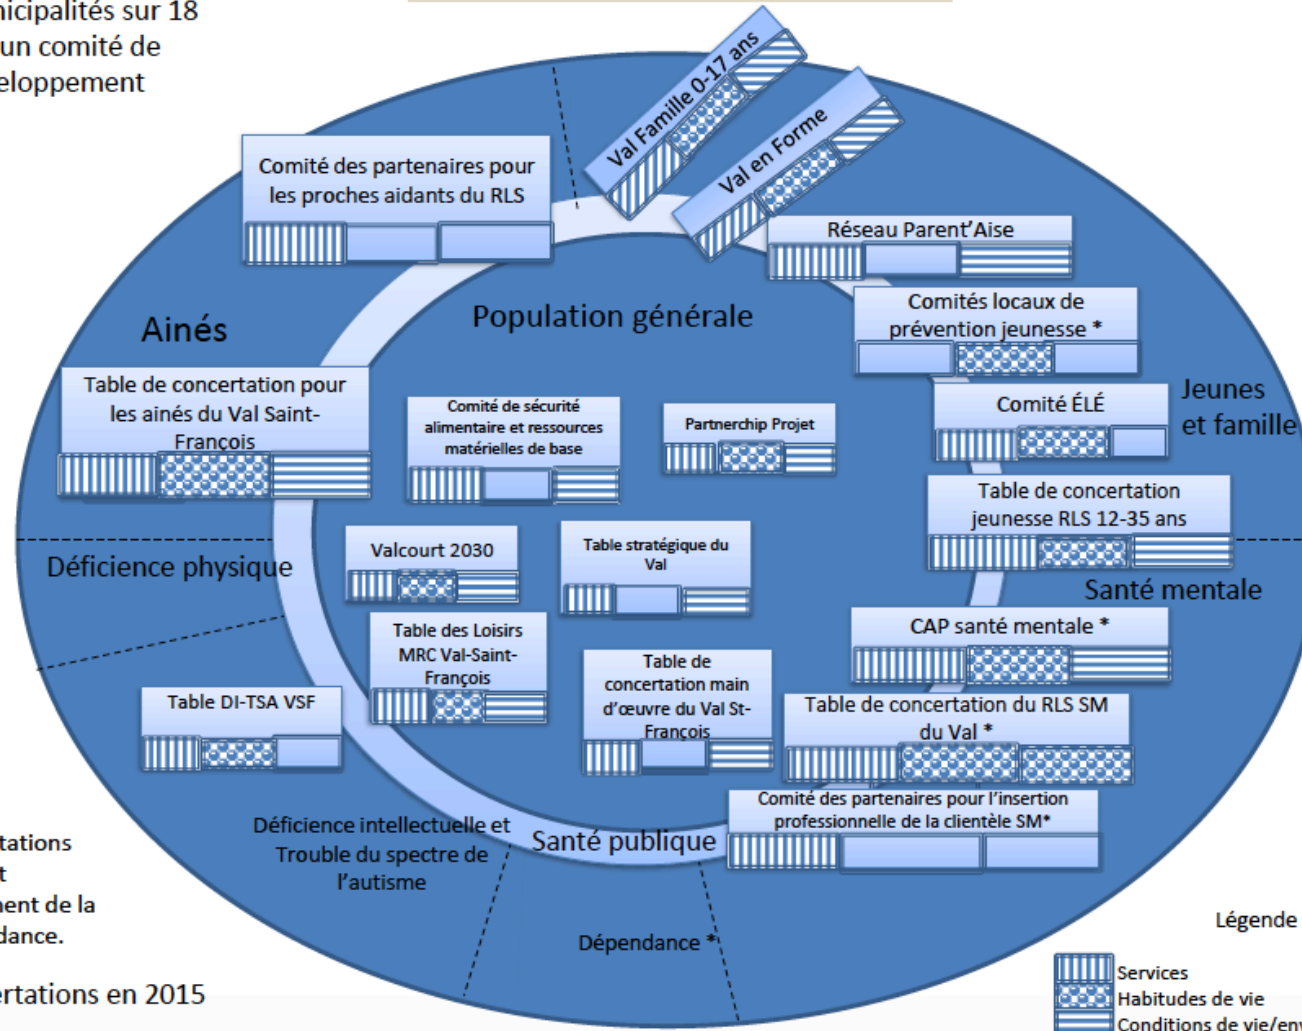 nicipalités sur 18
un comité de
eloppement
Val Famille 0-17 ans
Val en Forme
Comité des partenaires pour
les proches aidants du RLS
Réseau Parent’Aise
Comités locaux de
prévention jeunesse *
Ainés
Population générale
Table de concertation pour
les ainés du Val Saint-
François
Comité de sécurité
alimentaire et ressources
matérielles de base
Partnerchip Projet
Comité ÉLÉ
Jeunes
et famille
Table de concertation
jeunesse RLS 12-35 ans
Déficience physique
Valcourt 2030
Table stratégique du
Val
Santé mentale
Table des Loisirs
MRC Val-Saint-
François
CAP santé mentale *
Table de
concertation main
d’œuvre du Val St-
François
Table DI-TSA VSF
Table de concertation du RLS SM
du Val *
Comité des partenaires pour l’insertion
professionnelle de la clientèle SM*
Déficience intellectuelle et
Trouble du spectre de
l’autisme
Santé publique
Dépendance *
tations
t
nent de la
dance.
ertations en 2015
Légende
Services
Habitudes de vie
Conditions de vie/env